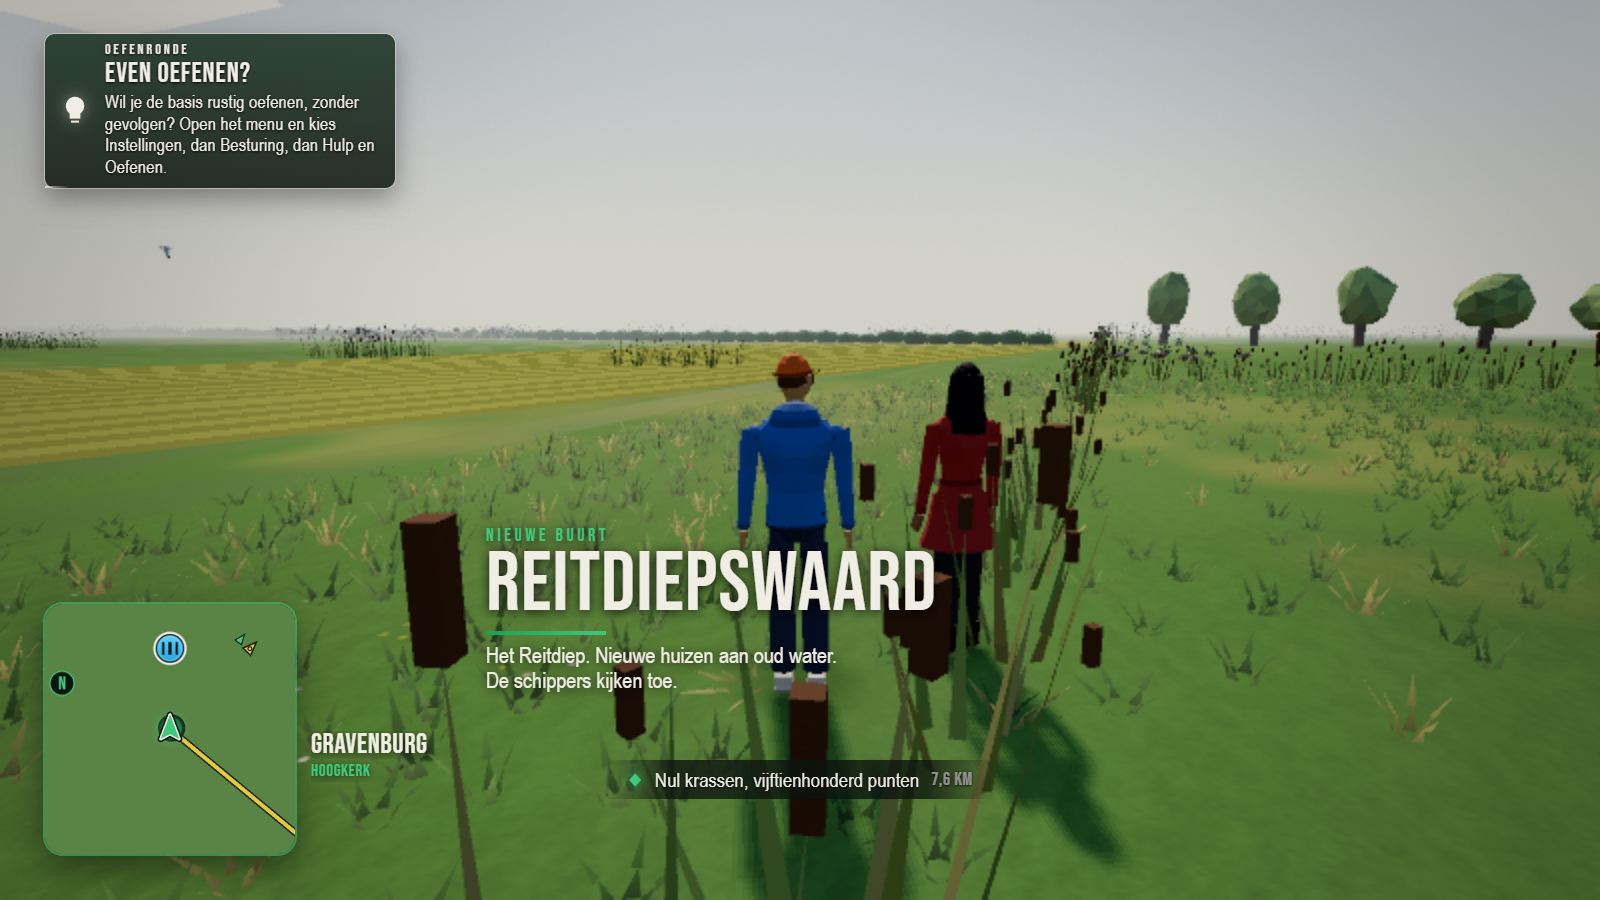 OEFENRONDE
EVEN OEFENEN?
Wil je de basis rustig oefenen, zonder
gevolgen? Open het menu en kies
Instellingen, dan Besturing, dan Hulp en
Oefenen.
NIEUWE BUURT
REITDIEPSWAARD
Het Reitdiep. Nieuwe huizen aan oud water.
De schippers kijken toe.
N
GRAVENBURG
HOOGKERK
Nul krassen, vijftienhonderd punten 7,6 KM